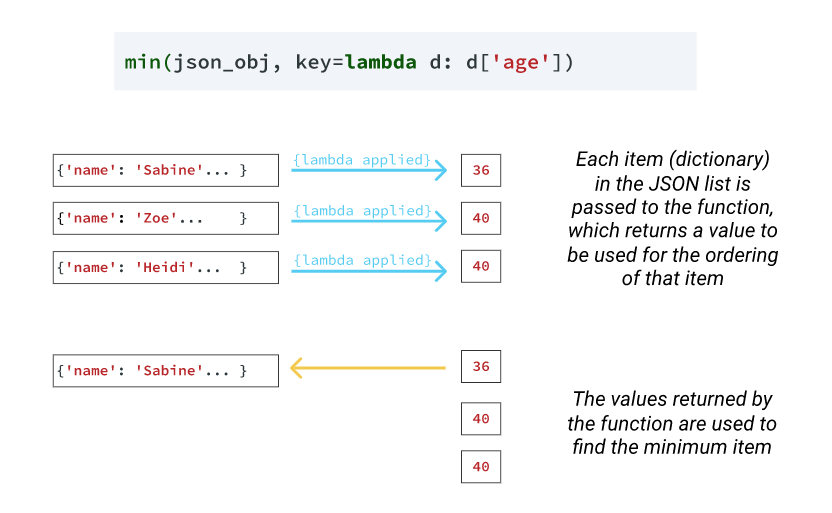 min(json_obj, key=lambda d: d['age'])
{'name': 'Sabine'... }
{lambda applied}
36
{'name': 'Zoe'... }
{lambda applied}
40
{'name': 'Heidi'... }
{lambda applied}
40
Each item (dictionary)
in the JSON list is
passed to the function,
which returns a value to
be used for the ordering
of that item
{'name': 'Sabine'... }
36
40
40
The values returned by
the function are used to
find the minimum item